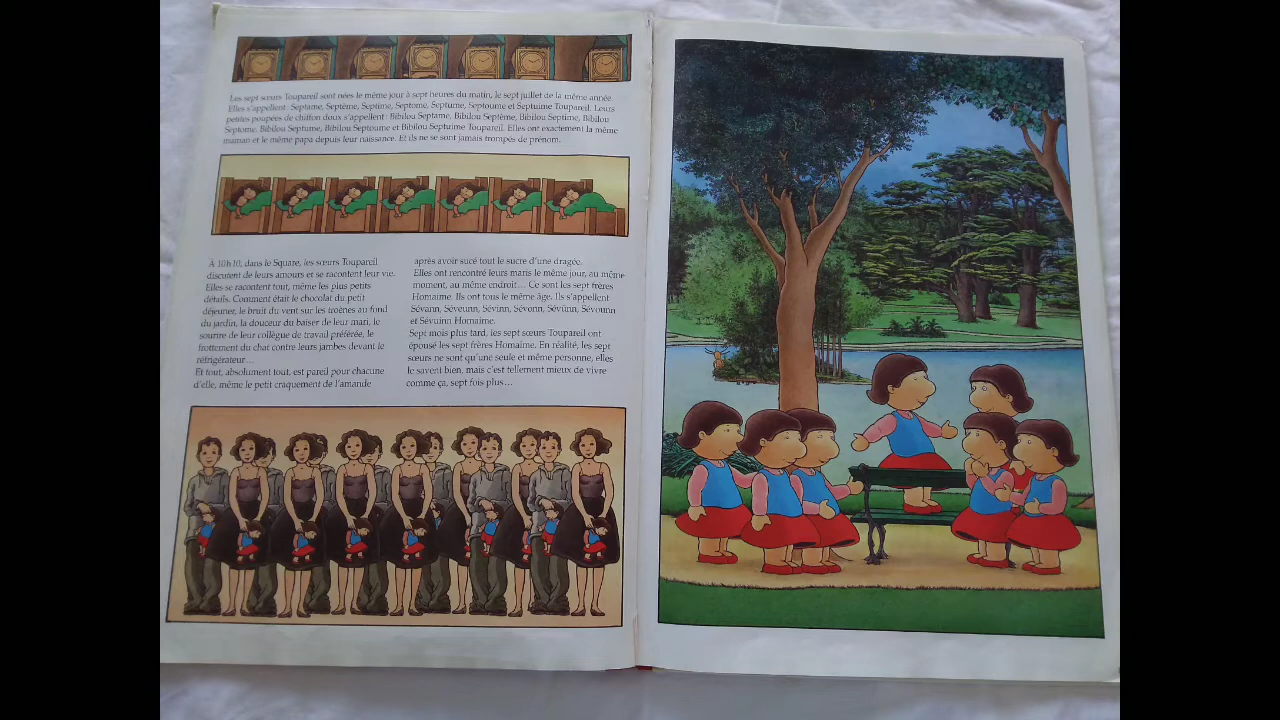 Les sept sœurs Toupareil sont nées le même jour à sept heures du matin, le sept juillet de la même année.
Elles s'appellent : Septame, Septème, Septime, Septome, Septume, Septoume et Septuime Toupareil. Leurs
petites poupées de chiffon doux s'appellent : Bibilou Septame, Bibilou Septème, Bibilou Septime, Bibilou
Septome, Bibilou Septume, Bibilou Septoume et Bibilou Septuime Toupareil. Elles ont exactement la même
maman et le même papa depuis leur naissance. Et ils ne se sont jamais trompés de prénom.
À 10h10, dans le Square, les sœurs Toupareil
discutent de leurs amours et se racontent leur vie.
Elles se racontent tout, même les plus petits
détails. Comment était le chocolat du petit
déjeuner, le bruit du vent sur les troènes au fond
du jardin, la douceur du baiser de leur mari, le
sourire de leur collègue de travail préférée, le
frottement du chat contre leurs jambes devant le
réfrigérateur…
Et tout, absolument tout, est pareil pour chacune
d'elle, même le petit craquement de l'amande
après avoir sucé tout le sucre d'une dragée.
Elles ont rencontré leurs maris le même jour, au même
moment, au même endroit… Ce sont les sept frères
Homaime. Ils ont tous le même âge. Ils s'appellent
Sévann, Séveunn, Sévinn, Sévonn, Sévünn, Sévounn
et Sévuinn Homaime.
Sept mois plus tard, les sept sœurs Toupareil ont
épousé les sept frères Homaime. En réalité, les sept
sœurs ne sont qu'une seule et même personne, elles
le savent bien, mais c'est tellement mieux de vivre
comme ça, sept fois plus…